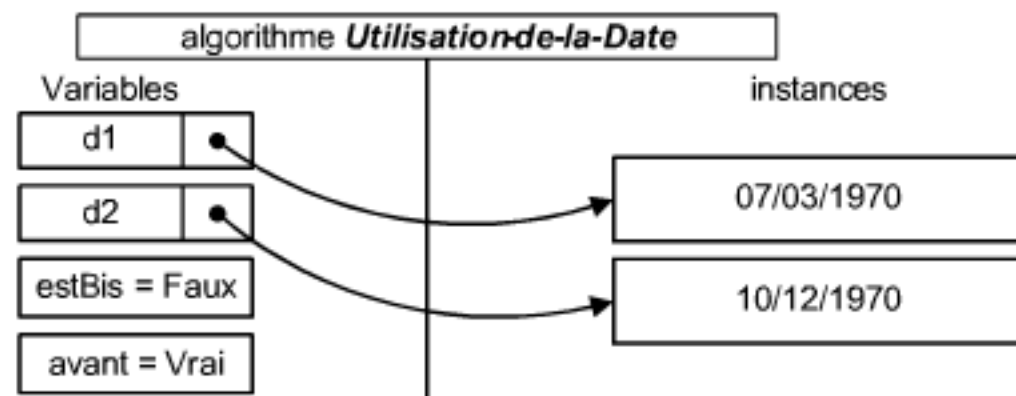 algorithme Utilisation-de-la-Date
Variables
instances
d1
07/03/1970
d2
estBis = Faux
10/12/1970
avant = Vrai